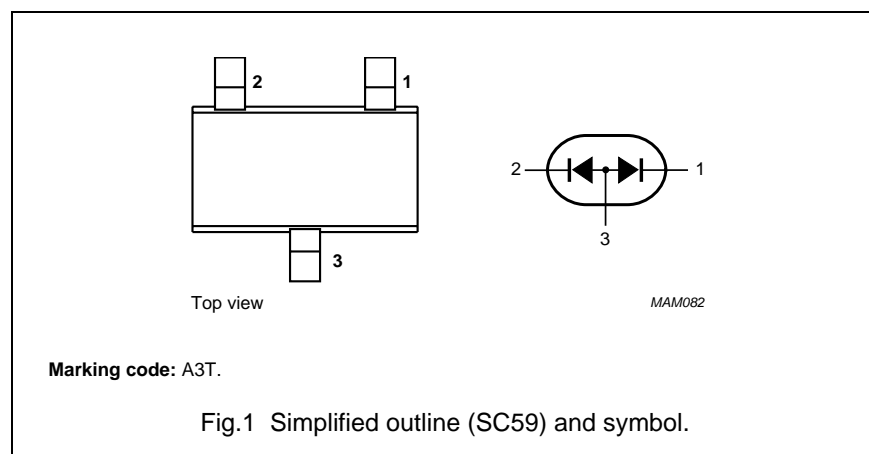 2
1
3
Top view
2
1
3
MAM082
Marking code: A3T.
Fig.1 Simplified outline (SC59) and symbol.